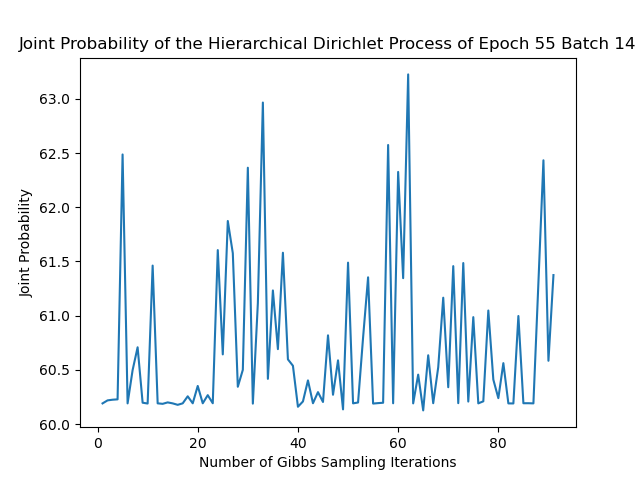 Joint Probability of the Hierarchical Dirichlet Process of Epoch 55 Batch 14
63.0
62.5
62.0
61.5
61.0
60.5
60.0
Joint Probability
0 20 40 60 80
Number of Gibbs Sampling Iterations